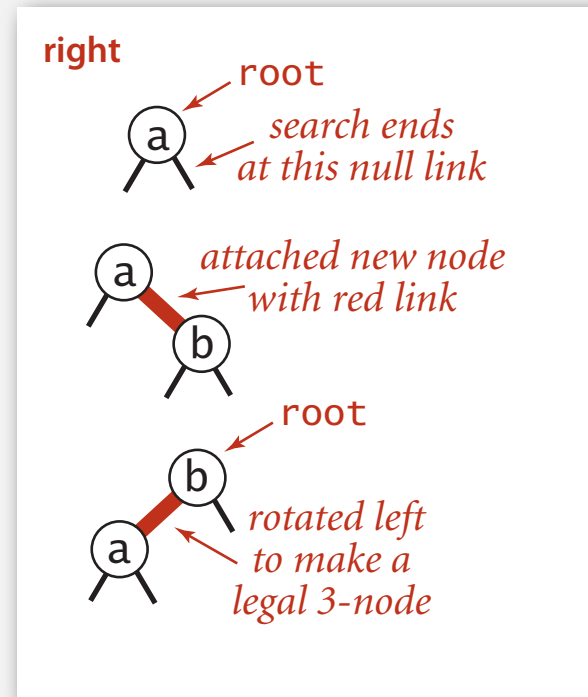 right
root
a
search ends
at this null link
a
attached new node
with red link
b
root
b
rotated left
to make a
legal 3-node
a